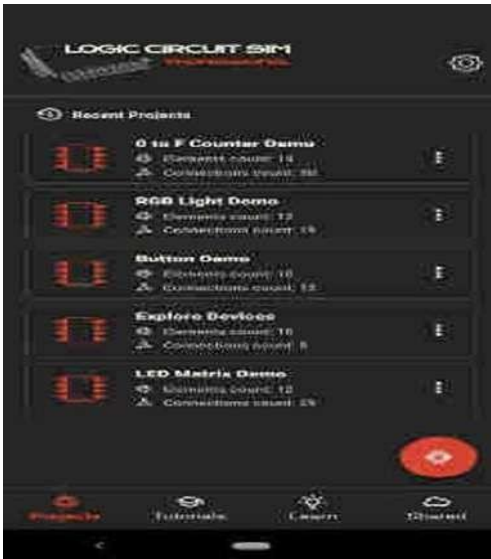 LOGIC CIRCUIT SIM
Recent Projects
0 to F Counter Demo
Elements count: 14
Connections count:
RGB Light Demo
Elements count: 12
Connections count: 19
Button Demo
Elements count: 10
Connections count: 13
Explore Devices
Elements count: 16
Connections count:
LED Matrix Demo
Elements count: 12
Connections count:
Projects
Tutorials
Learn
Shared